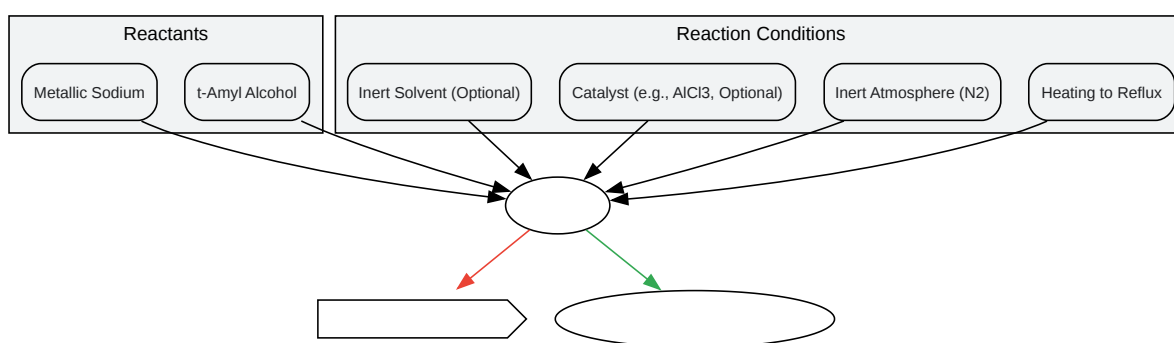 Reactants
Reaction Conditions
Metallic Sodium
t-Amyl Alcohol
Inert Solvent (Optional)
Catalyst (e.g., AlCl3, Optional)
Inert Atmosphere (N2)
Heating to Reflux